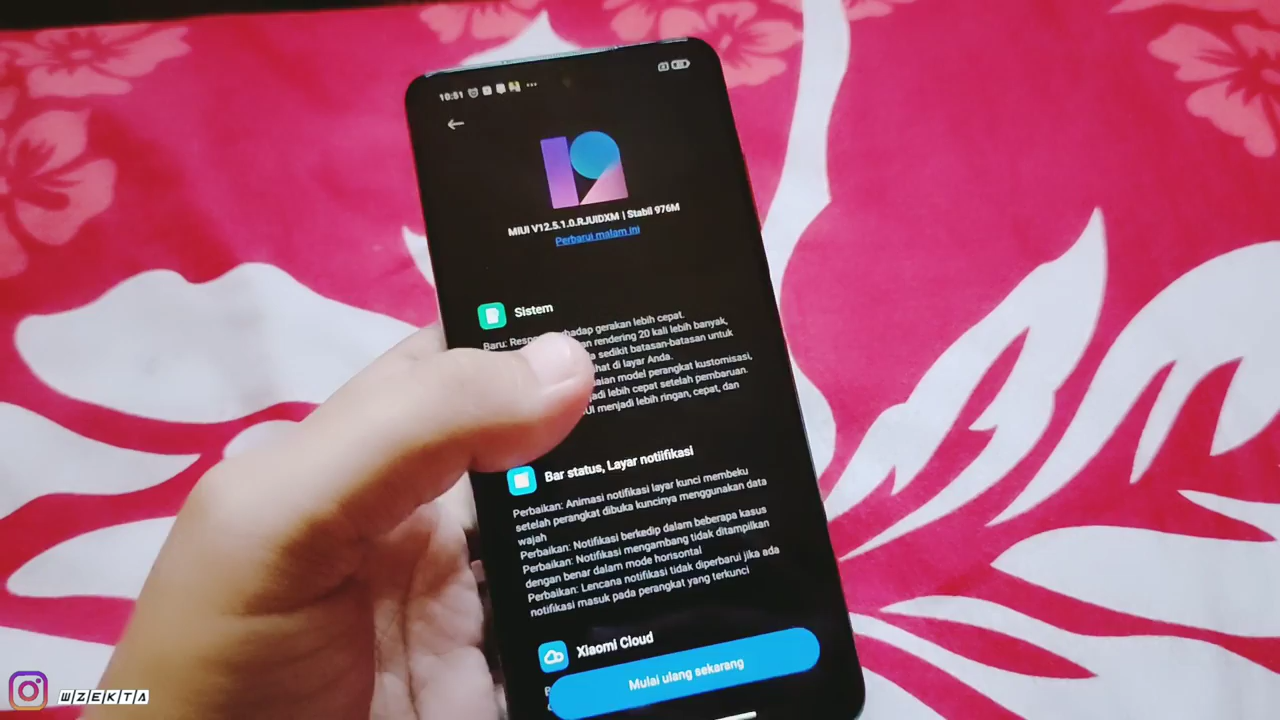 10:51
MIUI V12.5.1.0.RJUIDXM | Stabil 976M
Perbarui malam ini
Sistem
Baru: gerakan lebih cepat.
rendering 20 kali lebih banyak,
sedikit batasan-batasan untuk
di layar Anda.
model perangkat kustomisasi,
lebih cepat setelah pembaruan.
menjadi lebih ringan, cepat, dan
Bar status, Layar notiifikasi
Perbaikan: Animasi notifikasi layar kunci membeku
setelah perangkat dibuka kuncinya menggunakan data
wajah
Perbaikan: Notifikasi berkedip dalam beberapa kasus
Perbaikan: Notifikasi mengambang tidak ditampilkan
dengan benar dalam mode horisontal
Perbaikan: Lencana notifikasi tidak diperbarui jika ada
notifikasi masuk pada perangkat yang terkunci
Xiaomi Cloud
Mulai ulang sekarang
WZEKTA